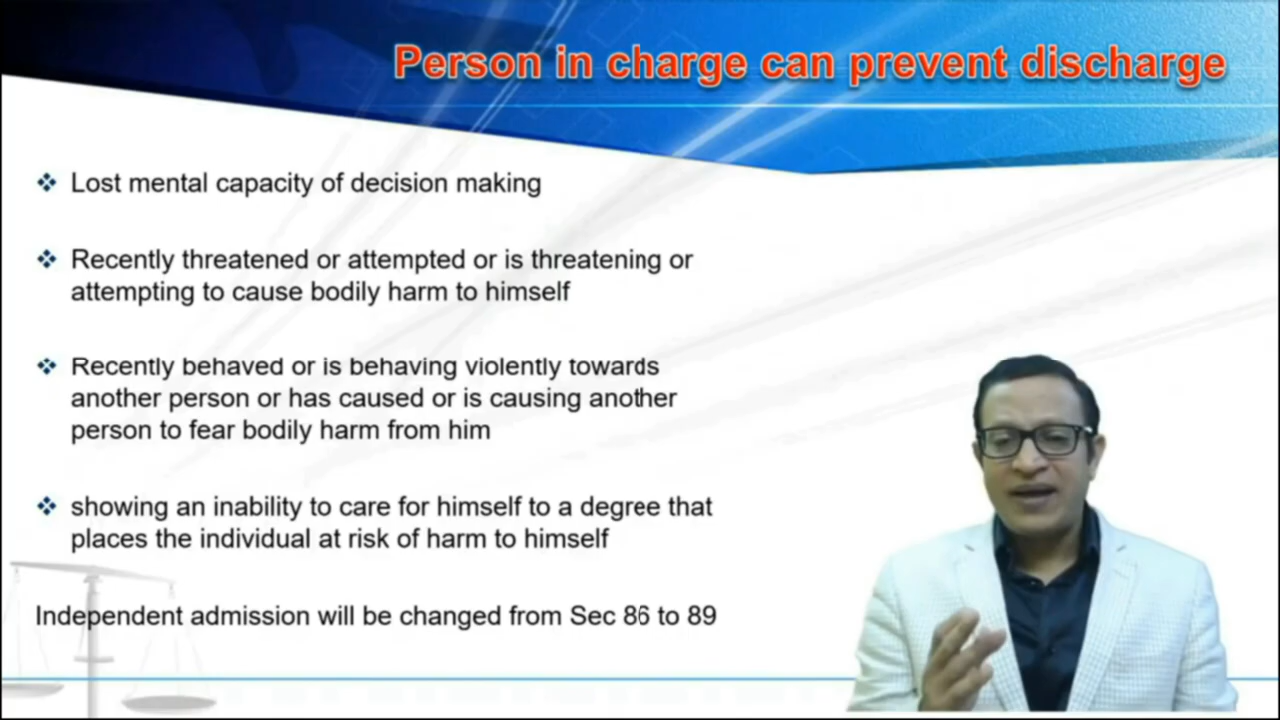 Person in charge can prevent discharge
Lost mental capacity of decision making
Recently threatened or attempted or is threatening or
attempting to cause bodily harm to himself
Recently behaved or is behaving violently towards
another person or has caused or is causing another
person to fear bodily harm from him
showing an inability to care for himself to a degree that
places the individual at risk of harm to himself
Independent admission will be changed from Sec 86 to 89